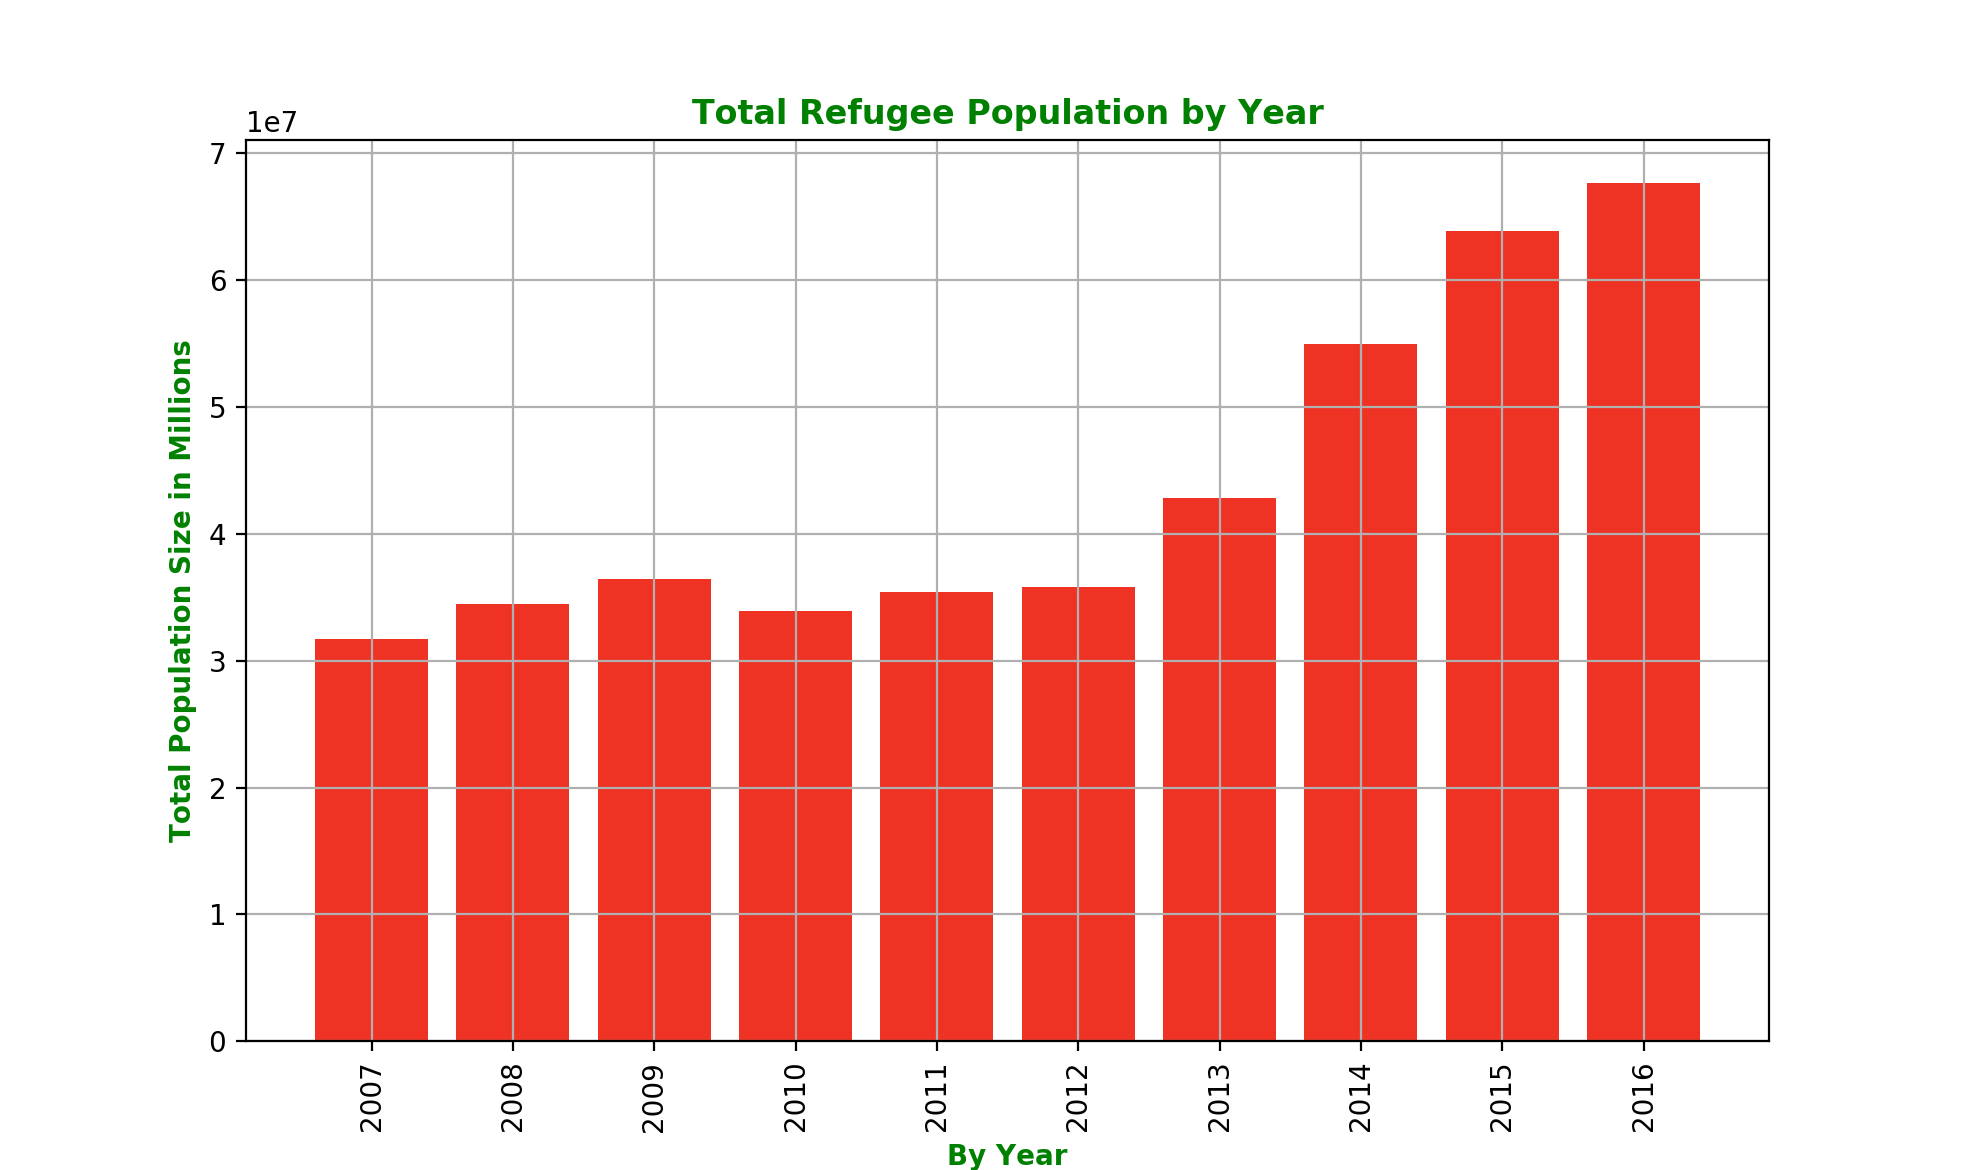 Total Refugee Population by Year
1e7
7
6
5
4
3
2
1
0
Total Population Size in Millions
2007 2008 2009 2010 2011 2012 2013 2014 2015 2016
By Year